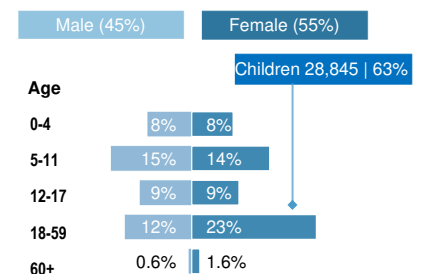 Male (45%) Female (55%)
Children 28,845 | 63%
Age
0-4 8% 8%
5-11 15% 14%
12-17 9% 9%
18-59 12% 23%
60+ 0.6% 1.6%